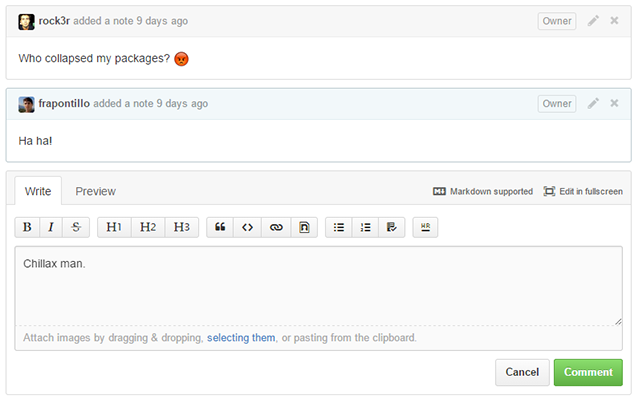 rock3r added a note 9 days ago Owner
Who collapsed my packages? 😡
frapontillo added a note 9 days ago Owner
Ha ha!
Write Preview Markdown supported Edit in fullscreen
B I S H1 H2 H3 HR
Chillax man.
Attach images by dragging & dropping, selecting them, or pasting from the clipboard.
Cancel Comment